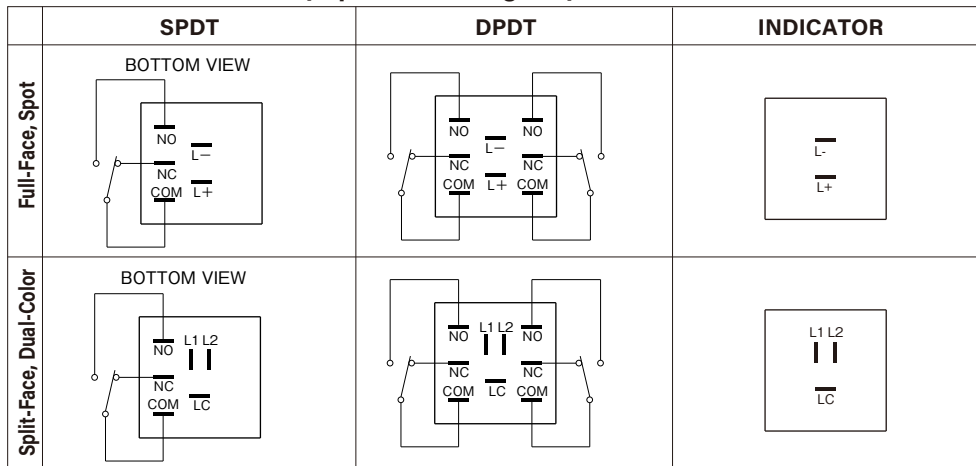 SPDT DPDT INDICATOR
Full-Face, Spot
BOTTOM VIEW
NO
L−
NC
COM L+
NO NO
L−
NC NC
COM L+ COM
L-
L+
Split-Face, Dual-Color
BOTTOM VIEW
L1 L2
NO
NC
COM LC
L1 L2
NO NO
NC NC
COM LC COM
L1 L2
LC